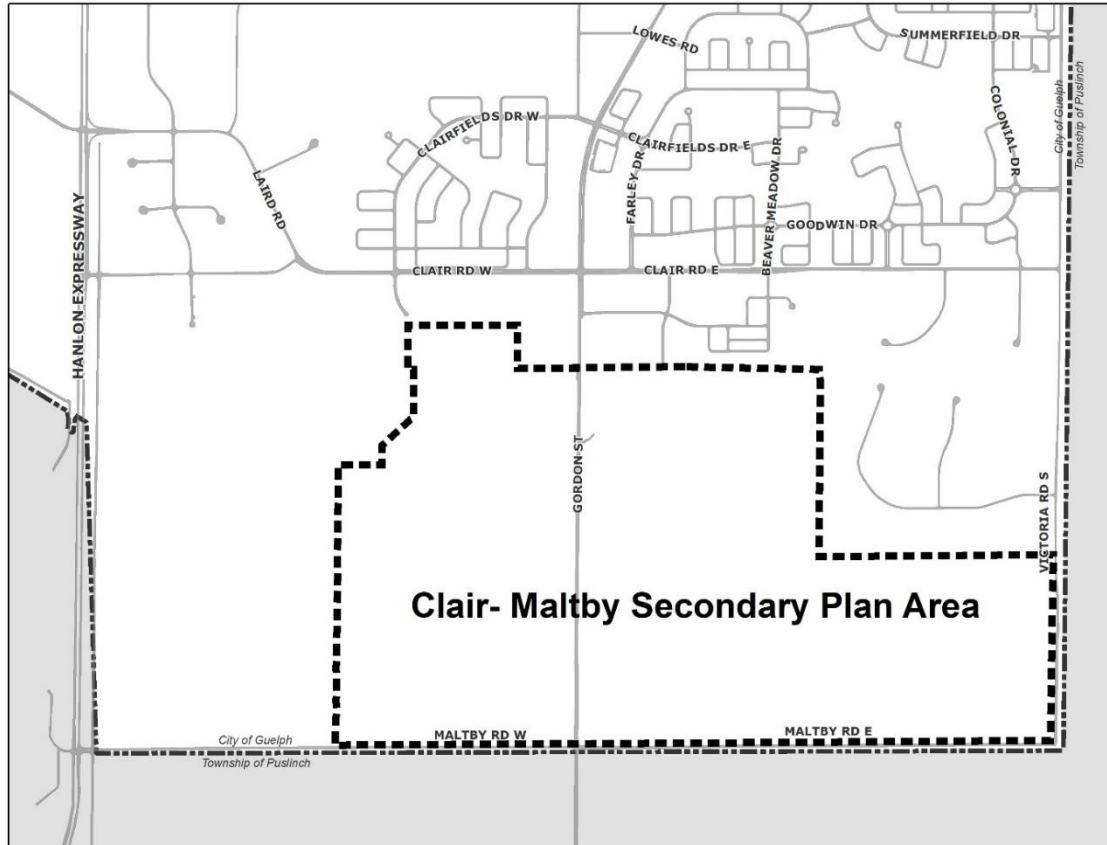 LOWES RD
SUMMERFIELD DR
CLAIRFIELDS DR W
CLAIRFIELDS DR E
COLONIAL DR
City of Guelph
Township of Puslinch
LAIRD RD
FARLEY DR
BEAVER MEADOW DR
GOODWIN DR
CLAIR RD W
CLAIR RD E
HANLON EXPRESSWAY
GORDON ST
VICTORIA RD S
Clair- Maltby Secondary Plan Area
City of Guelph
Township of Puslinch
MALTBY RD W
MALTBY RD E